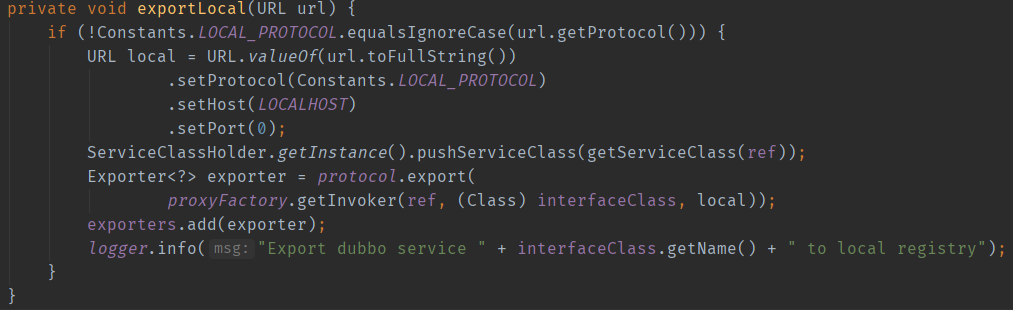 private void exportLocal(URL url) {
    if (!Constants.LOCAL_PROTOCOL.equalsIgnoreCase(url.getProtocol())) {
        URL local = URL.valueOf(url.toFullString())
                .setProtocol(Constants.LOCAL_PROTOCOL)
                .setHost(LOCALHOST)
                .setPort(0);
        ServiceClassHolder.getInstance().pushServiceClass(getServiceClass(ref));
        Exporter<?> exporter = protocol.export(
                proxyFactory.getInvoker(ref, (Class) interfaceClass, local));
        exporters.add(exporter);
        logger.info( msg: "Export dubbo service " + interfaceClass.getName() + " to local registry");
    }
}